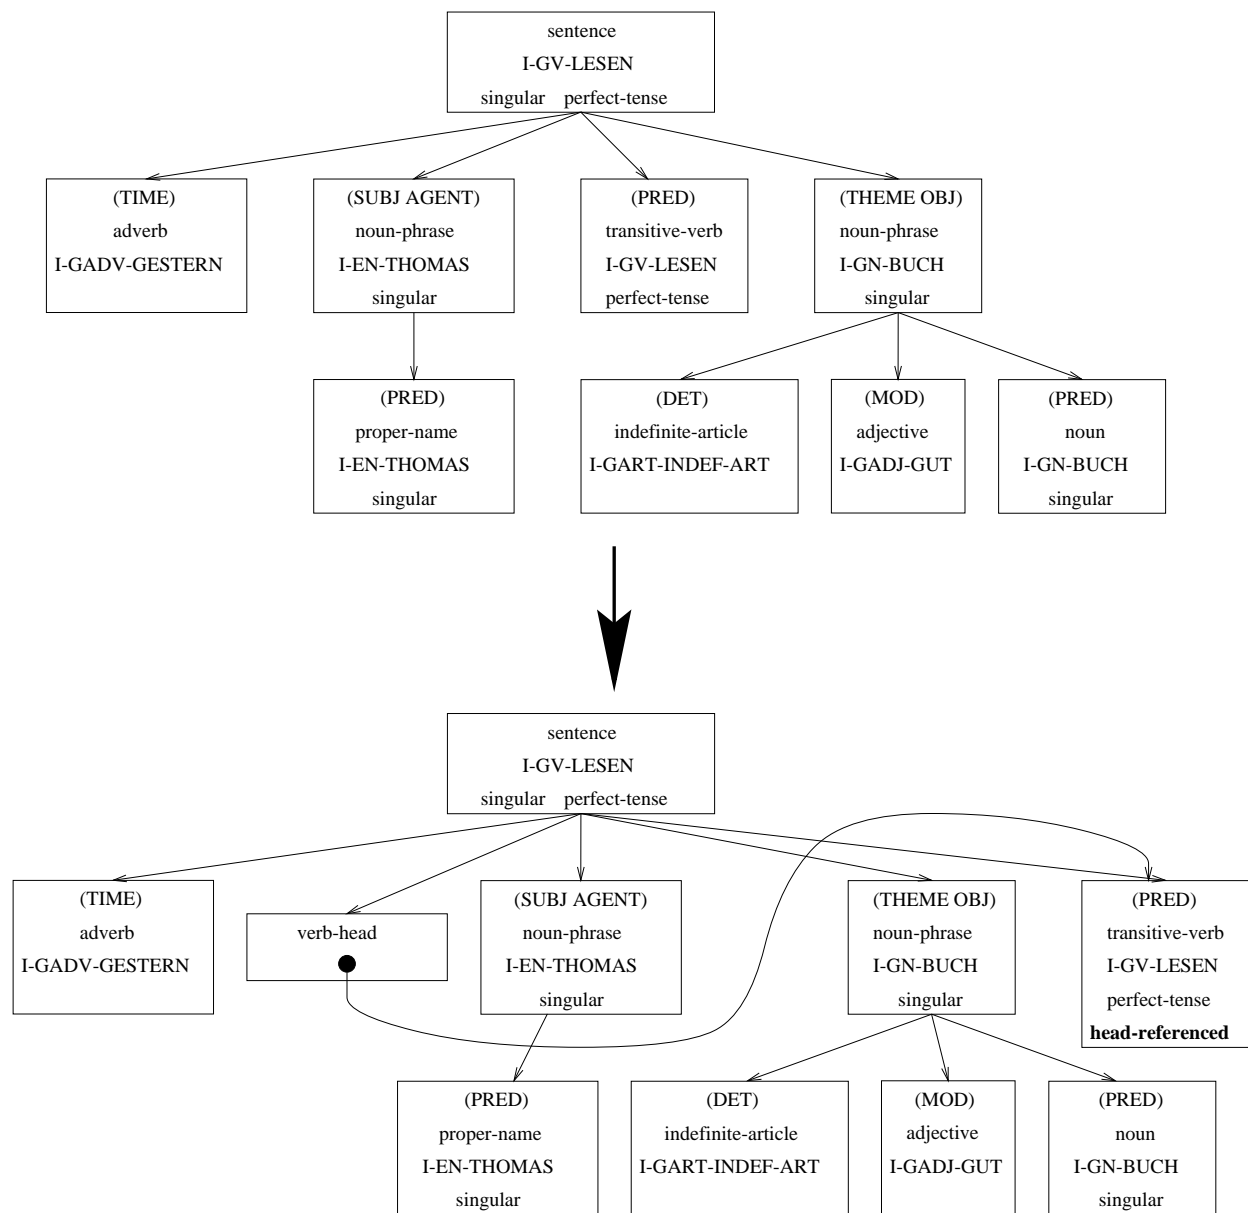 sentence
I-GV-LESEN
singular perfect-tense
(TIME)
adverb
I-GADV-GESTERN
(SUBJ AGENT)
noun-phrase
I-EN-THOMAS
singular
(PRED)
transitive-verb
I-GV-LESEN
perfect-tense
(THEME OBJ)
noun-phrase
I-GN-BUCH
singular
(PRED)
proper-name
I-EN-THOMAS
singular
(DET)
indefinite-article
I-GART-INDEF-ART
(MOD)
adjective
I-GADJ-GUT
(PRED)
noun
I-GN-BUCH
singular
sentence
I-GV-LESEN
singular perfect-tense
(TIME)
adverb
I-GADV-GESTERN
verb-head
(SUBJ AGENT)
noun-phrase
I-EN-THOMAS
singular
(THEME OBJ)
noun-phrase
I-GN-BUCH
singular
(PRED)
transitive-verb
I-GV-LESEN
perfect-tense
head-referenced
(PRED)
proper-name
I-EN-THOMAS
singular
(DET)
indefinite-article
I-GART-INDEF-ART
(MOD)
adjective
I-GADJ-GUT
(PRED)
noun
I-GN-BUCH
singular